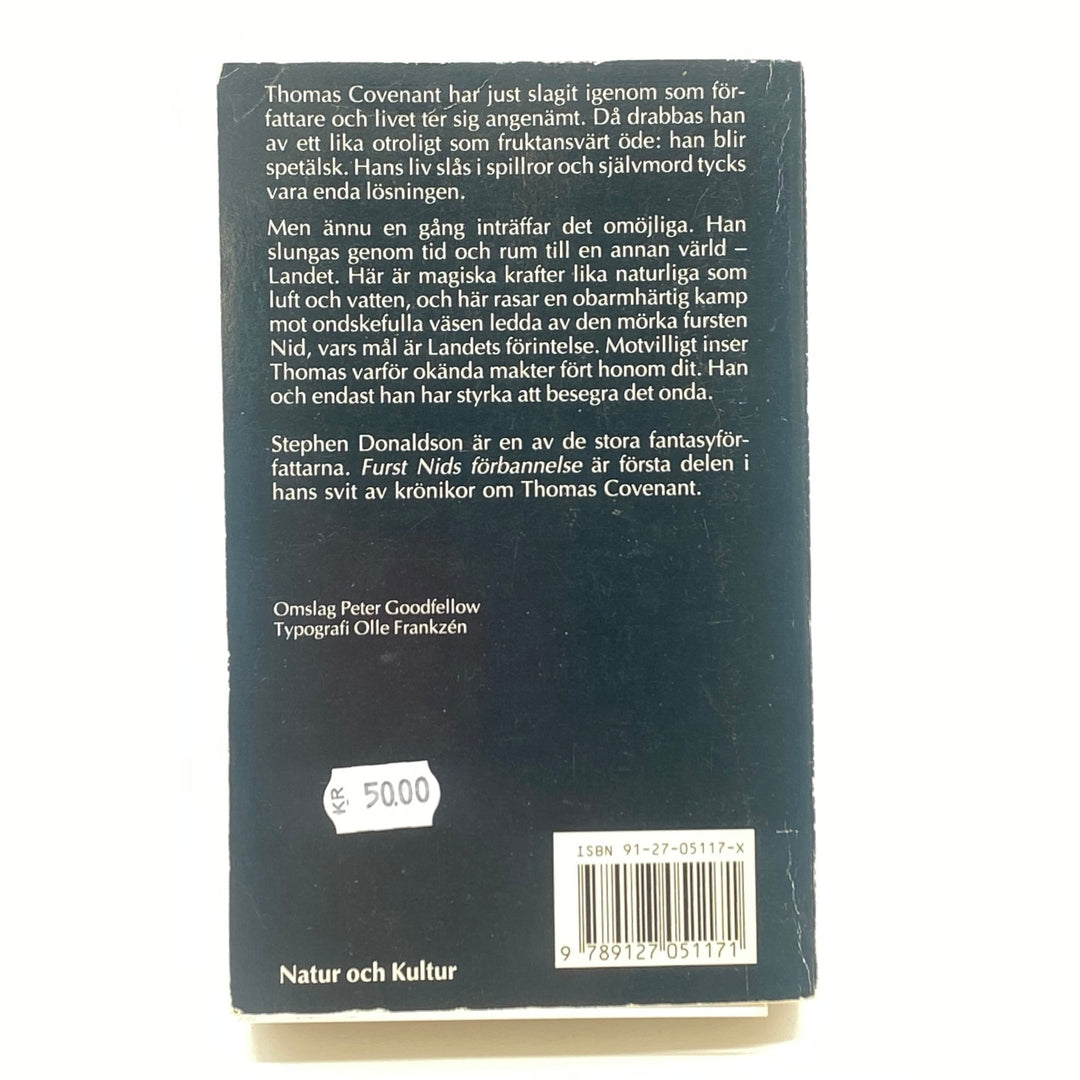 Thomas Covenant har just slagit igenom som för-
fattare och livet ter sig angenämt. Då drabbas han
av ett lika otroligt som fruktansvärt öde: han blir
spetälsk. Hans liv slås i spillror och självmord tycks
vara enda lösningen.
Men ännu en gång inträffar det omöjliga. Han
slungas genom tid och rum till en annan värld –
Landet. Här är magiska krafter lika naturliga som
luft och vatten, och här rasar en obarmhärtig kamp
mot ondskefulla väsen ledda av den mörka fursten
Nid, vars mål är Landets förintelse. Motvilligt inser
Thomas varför okända makter fört honom dit. Han
och endast han har styrka att besegra det onda.
Stephen Donaldson är en av de stora fantasyför-
fattarna. Furst Nids förbannelse är första delen i
hans svit av krönikor om Thomas Covenant.
Omslag Peter Goodfellow
Typografi Olle Frankzén
KR 50.00
ISBN 91-27-05117-X
9 789127 051171
Natur och Kultur